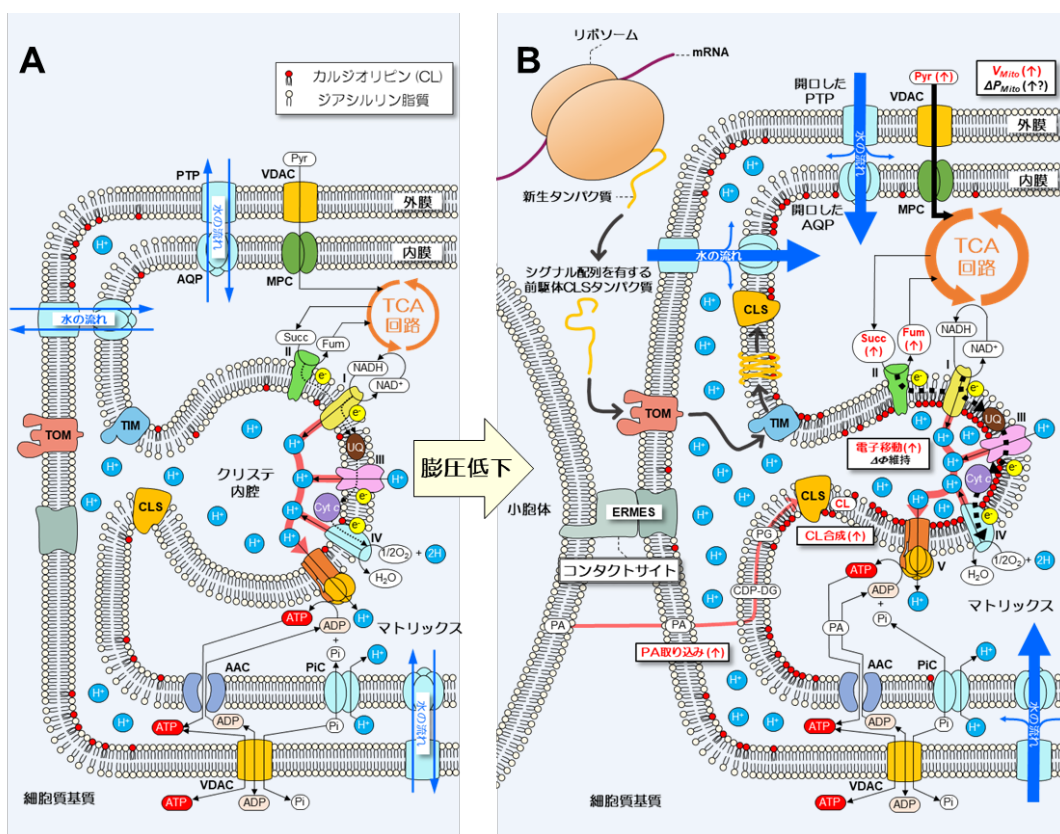 A
カルジオリピン (CL)
ジアシルリン脂質
PTP
VDAC
Pyr
外膜
水の流れ
H⁺
内膜
AQP
MPC
水の流れ
TCA
回路
Succ
Fum
II
e⁻
NADH
I
NAD⁺
e⁻
TOM
TIM
H⁺
UQ
H⁺
III
クリステ
内腔
H⁺
H⁺
H⁺
H⁺
CLS
Cyt c
e⁻
H⁺
H⁺
IV
1/2O₂ + 2H
H⁺
H₂O
ATP
ADP
H⁺
+
Pi
マトリックス
AAC
PiC
H⁺
H⁺
ATP
ADP
Pi
H⁺
H⁺
水の流れ
VDAC
細胞質基質
ATP
ADP
Pi
膨圧低下
B
リボソーム
mRNA
新生タンパク質
シグナル配列を有する
前駆体CLSタンパク質
開口した
PTP
VDAC
Pyr (↑)
V_Mito (↑)
ΔP_Mito (↑?)
外膜
水の流れ
内膜
開口した
AQP
MPC
H⁺
H⁺
水の流れ
TCA
回路
CLS
H⁺
H⁺
H⁺
Succ
(↑)
Fum
(↑)
NADH
NAD⁺
II
e⁻
I
e⁻
TOM
TIM
H⁺
H⁺
UQ
III
電子移動(↑)
ΔΦ維持
H⁺
H⁺
H⁺
H⁺
Cyt c
e⁻
小胞体
ERMES
コンタクトサイト
CLS
CL
PG
CL合成(↑)
H⁺
e⁻
IV
V
1/2O₂ + 2H
H₂O
ATP
ADP
+
Pi
H⁺
マトリックス
CDP-DG
PA
PA
PA
PA取り込み(↑)
AAC
PiC
H⁺
ATP
ADP
Pi
H⁺
水の流れ
VDAC
細胞質基質
ATP
ADP
Pi